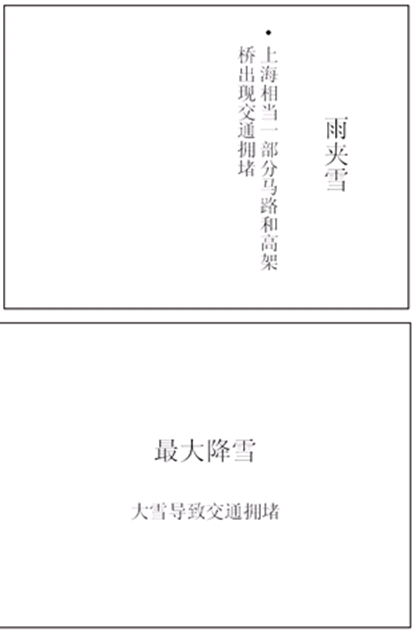 雨夹雪
• 上海相当一部分马路和高架
桥出现交通拥堵
最大降雪
大雪导致交通拥堵